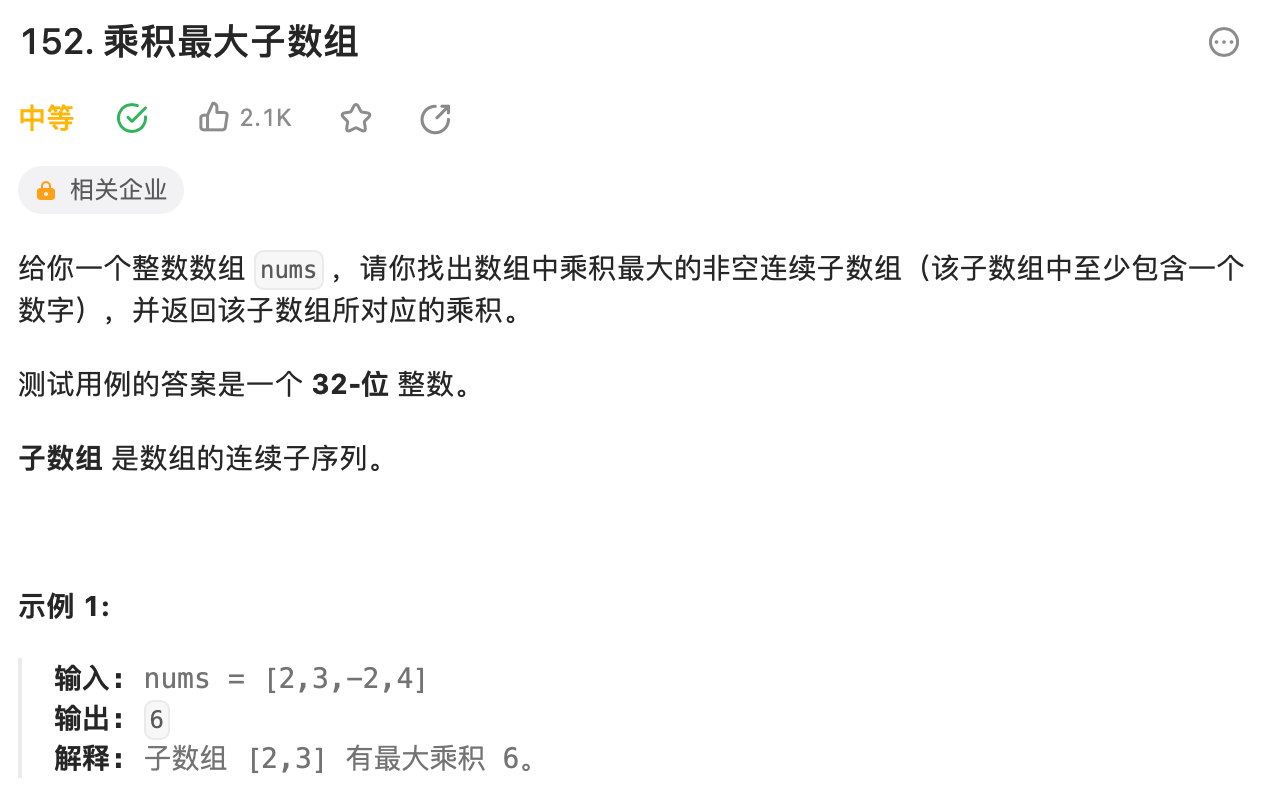 152. 乘积最大子数组
中等 2.1K
相关企业
给你一个整数数组 nums ，请你找出数组中乘积最大的非空连续子数组（该子数组中至少包含一个
数字），并返回该子数组所对应的乘积。
测试用例的答案是一个 32-位 整数。
子数组 是数组的连续子序列。
示例 1:
输入: nums = [2,3,-2,4]
输出: 6
解释: 子数组 [2,3] 有最大乘积 6。